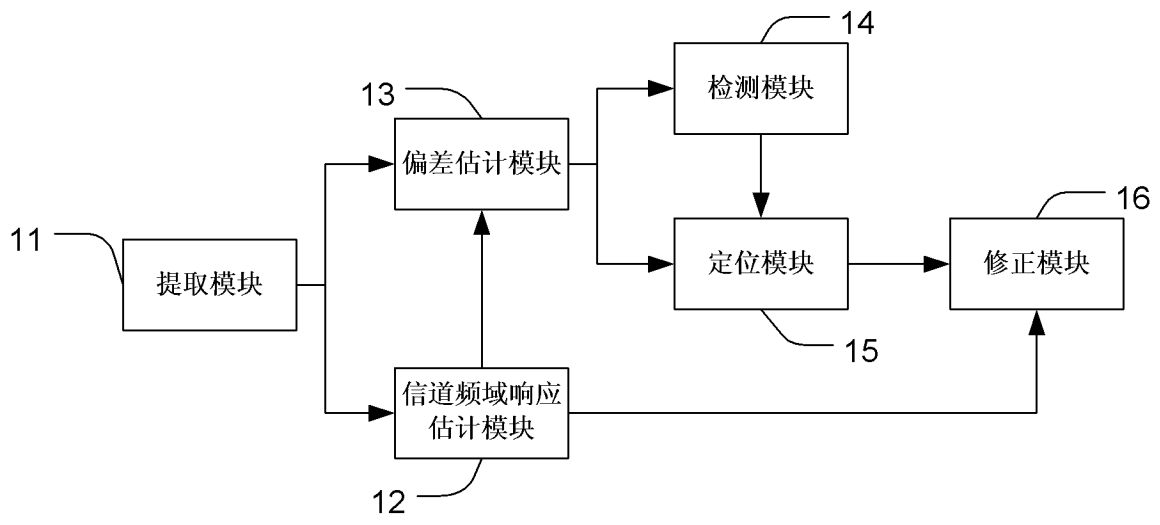 14
检测模块
13
偏差估计模块
16
11
提取模块
定位模块
修正模块
15
信道频域响应
估计模块
12